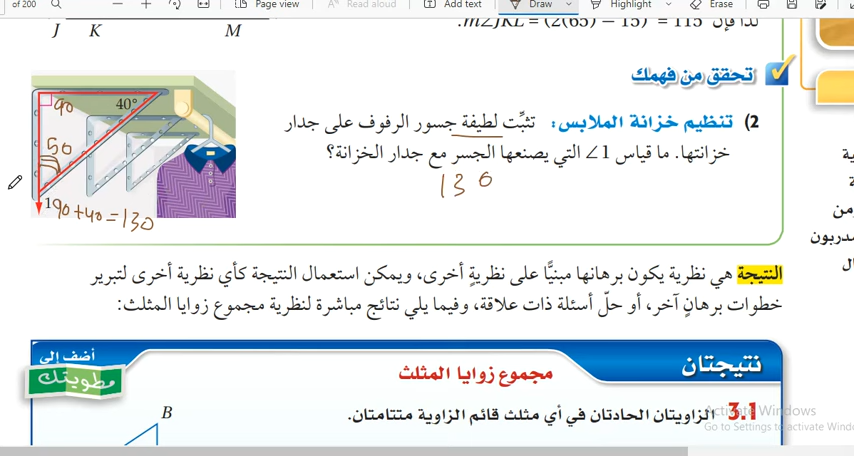 of 200
Page view
Read aloud
Add text
Draw
Highlight
Erase
J K M
لذا فإن 115 = (15 − (65)2) = m∠JKL.
تحقق من فهمك
2) تنظيم خزانة الملابس: تثبّت لطيفة جسور الرفوف على جدار
خزانتها. ما قياس 1∠ التي يصنعها الجسر مع جدار الخزانة؟
130
40°
90
50
1
90+40=130
النتيجة هي نظرية يكون برهانها مبنيًّا على نظريةٍ أخرى، ويمكن استعمال النتيجة كأي نظرية أخرى لتبرير
خطوات برهانٍ آخر، أو حلّ أسئلة ذات علاقة، وفيما يلي نتائج مباشرة لنظرية مجموع زوايا المثلث:
نتيجتان
مجموع زوايا المثلث
أضف إلى
مطويتك
3.1 الزاويتان الحادتان في أي مثلث قائم الزاوية متتامتان.
B
Activate Windows
Go to Settings to activate Windo